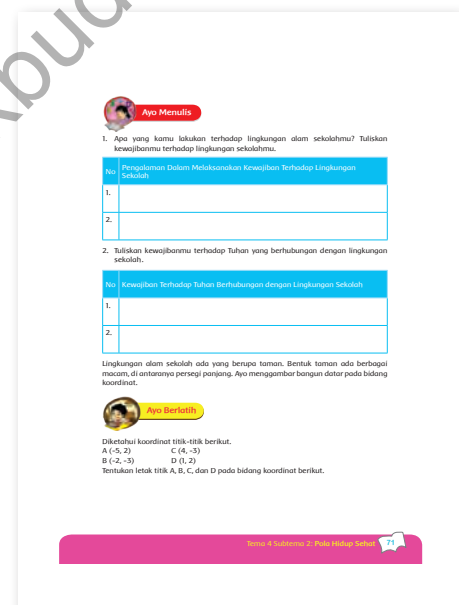 Ayo Menulis
1. Apa yang kamu lakukan terhadap lingkungan alam sekolahmu? Tuliskan
kewajibanmu terhadap lingkungan sekolahmu.
No Pengalaman Dalam Melaksanakan Kewajiban Terhadap Lingkungan
Sekolah
1.
2.
2. Tuliskan kewajibanmu terhadap Tuhan yang berhubungan dengan lingkungan
sekolah.
No Kewajiban Terhadap Tuhan Berhubungan dengan Lingkungan Sekolah
1.
2.
Lingkungan alam sekolah ada yang berupa taman. Bentuk taman ada berbagai
macam, di antaranya persegi panjang. Ayo menggambar bangun datar pada bidang
koordinat.
Ayo Berlatih
Diketahui koordinat titik-titik berikut.
A (-5, 2) C (4, -3)
B (-2, -3) D (1, 2)
Tentukan letak titik A, B, C, dan D pada bidang koordinat berikut.
Tema 4 Subtema 2: Pola Hidup Sehat 71